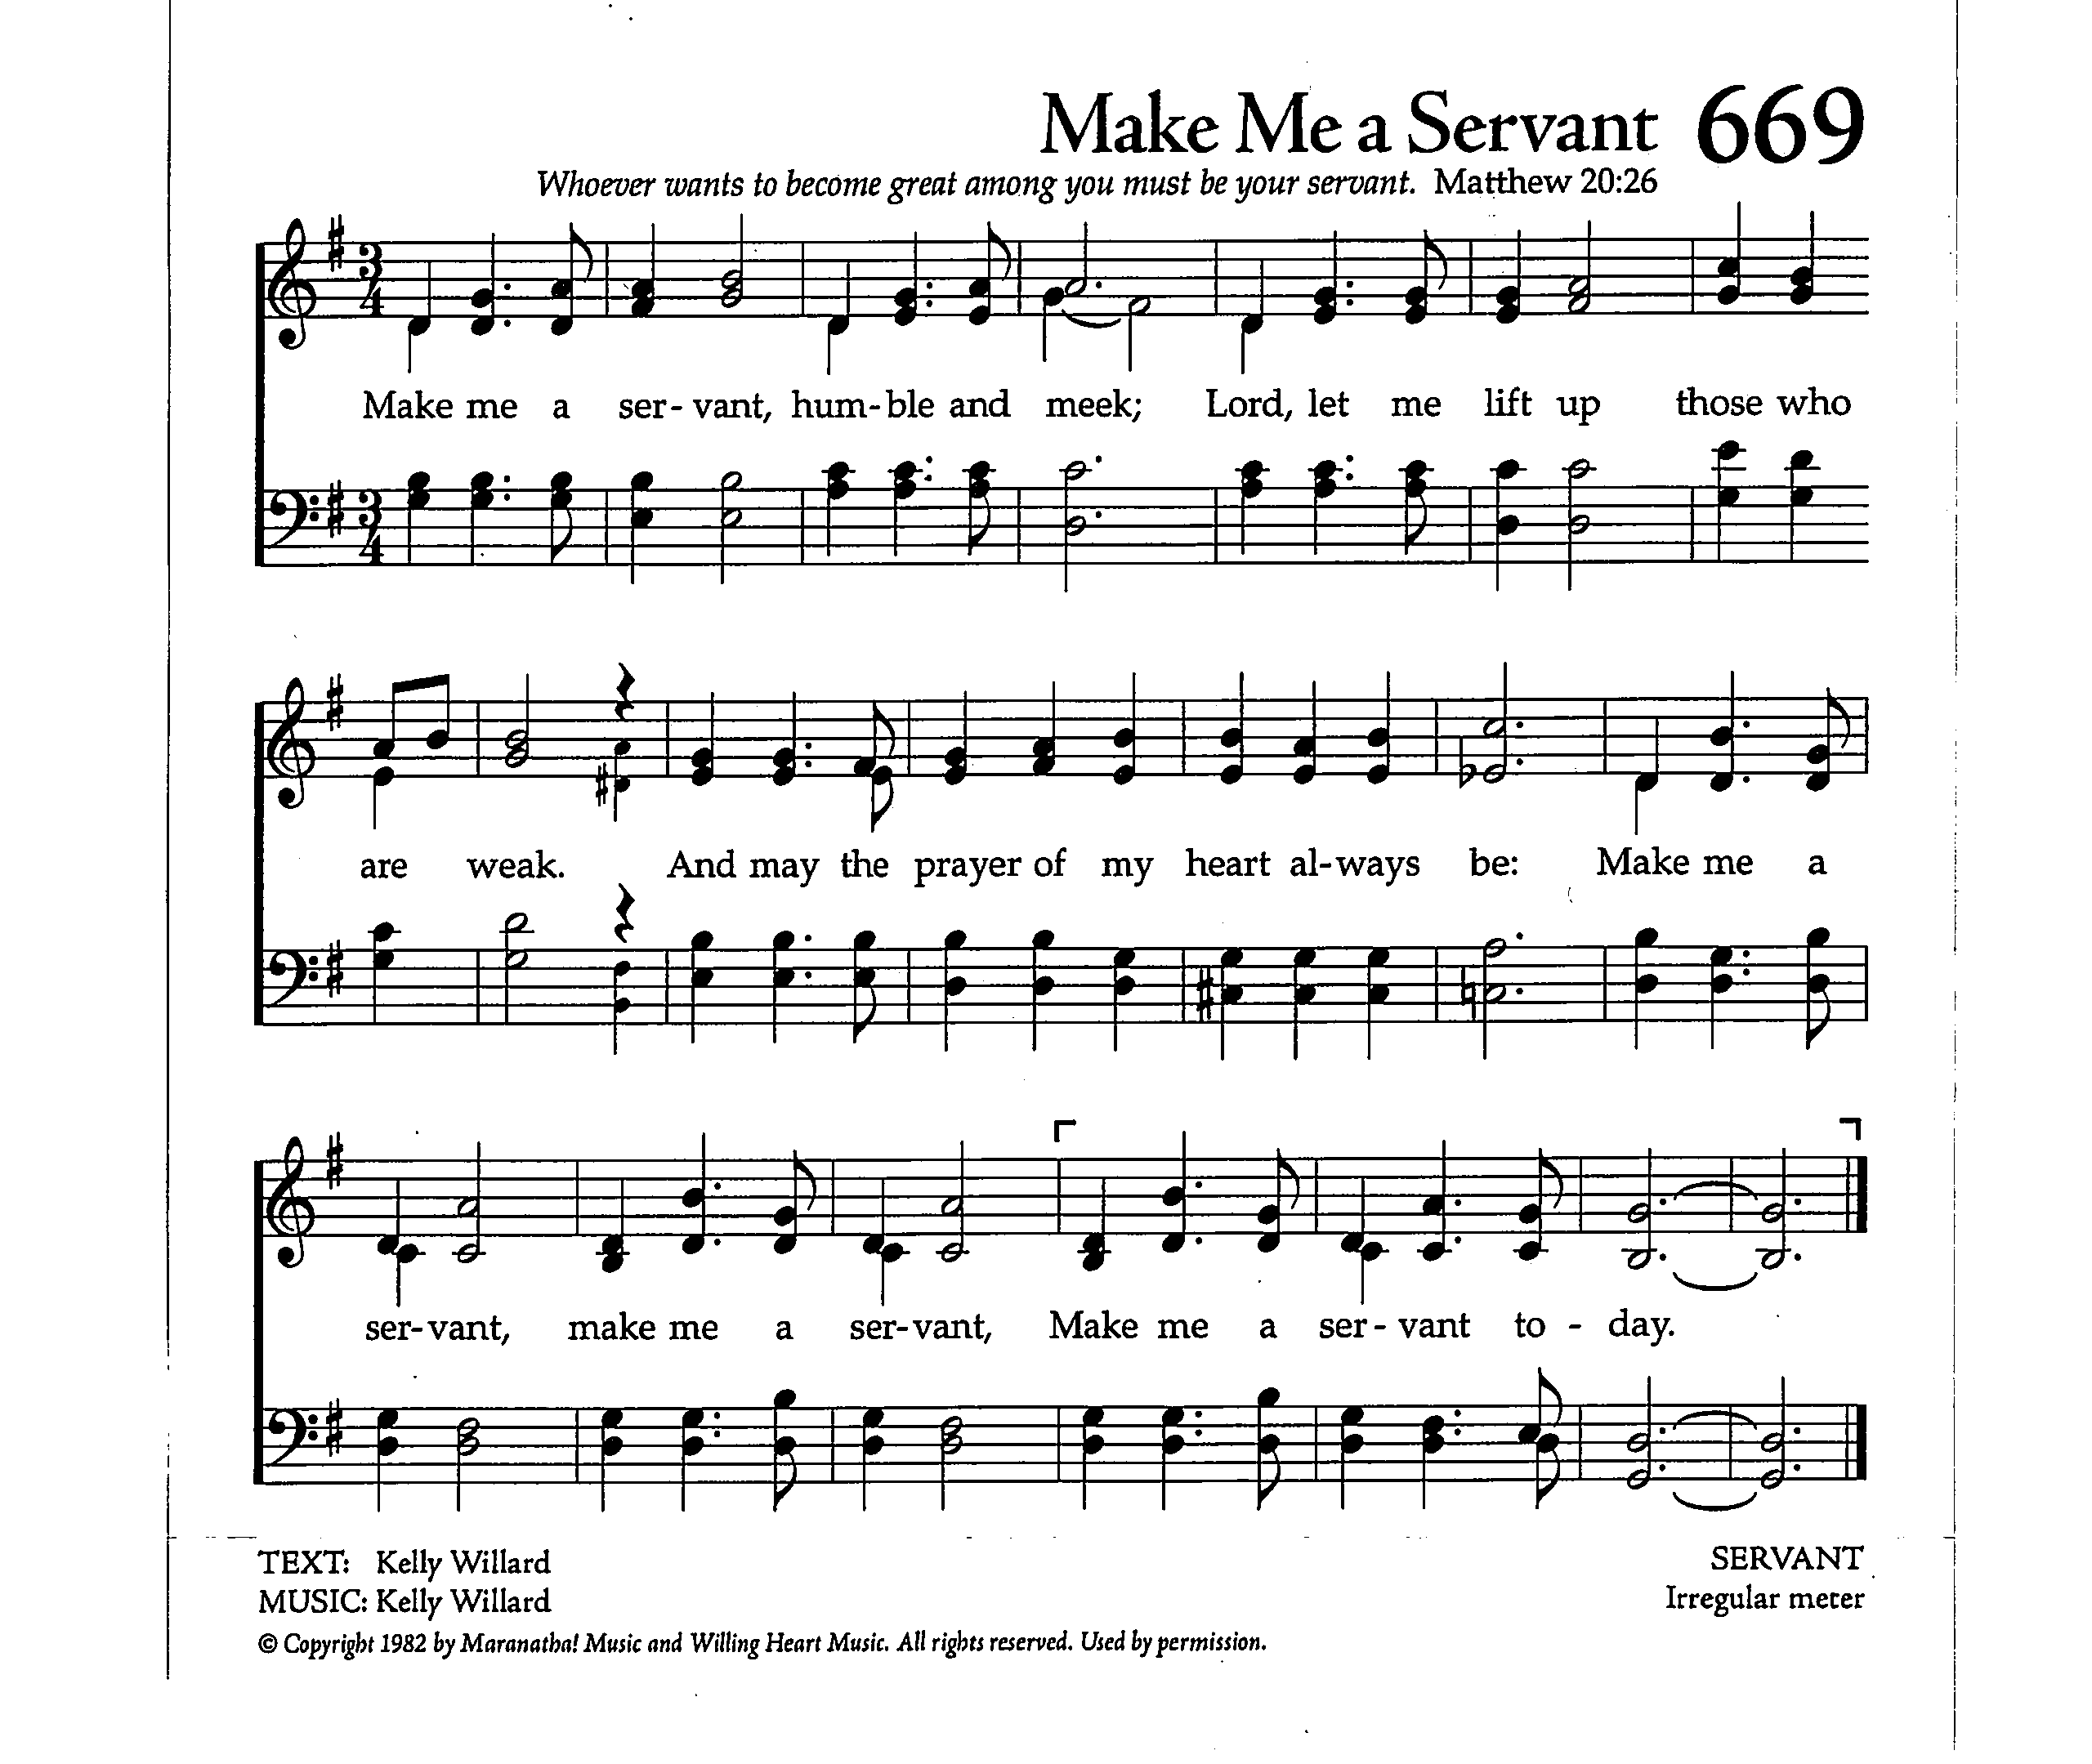 Make Me a Servant 669
Whoever wants to become great among you must be your servant. Matthew 20:26
3 4
Make me a ser- vant, hum- ble and meek; Lord, let me lift up those who
3 4
are weak. And may the prayer of my heart al-ways be: Make me a
ser-vant, make me a ser-vant, Make me a ser- vant to - day.
TEXT: Kelly Willard
MUSIC: Kelly Willard
© Copyright 1982 by Maranatha! Music and Willing Heart Music. All rights reserved. Used by permission.
SERVANT
Irregular meter